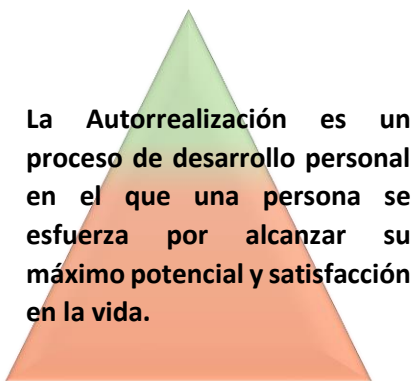 La Autorrealización es un
proceso de desarrollo personal
en el que una persona se
esfuerza por alcanzar su
máximo potencial y satisfacción
en la vida.